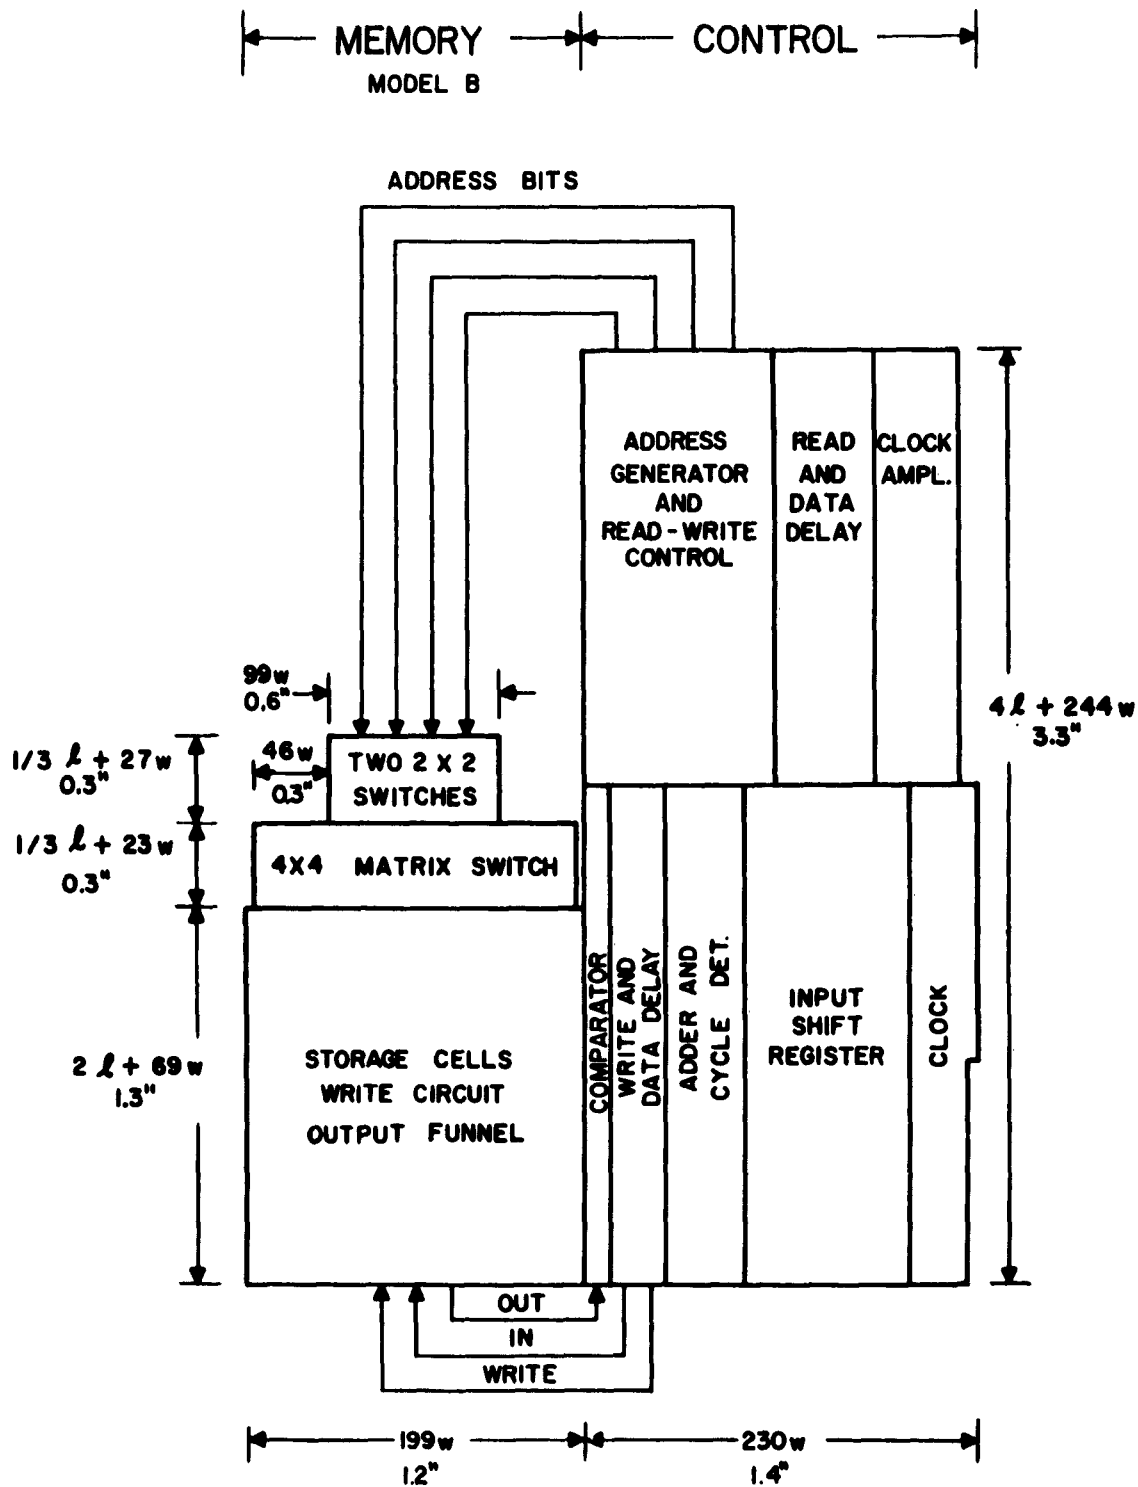 MEMORY CONTROL
MODEL B
ADDRESS BITS
ADDRESS
GENERATOR
AND
READ-WRITE
CONTROL
READ
AND
DATA
DELAY
CLOCK
AMPL.
99w
0.6"
4ℓ + 244w
3.3"
1/3 ℓ + 27w
0.3"
46w
0.3"
TWO 2 X 2
SWITCHES
1/3 ℓ + 23w
0.3"
4X4 MATRIX SWITCH
2 ℓ + 69w
1.3"
STORAGE CELLS
WRITE CIRCUIT
OUTPUT FUNNEL
COMPARATOR
WRITE AND
DATA DELAY
ADDER AND
CYCLE DET.
INPUT
SHIFT
REGISTER
CLOCK
OUT
IN
WRITE
199w
1.2"
230w
1.4"